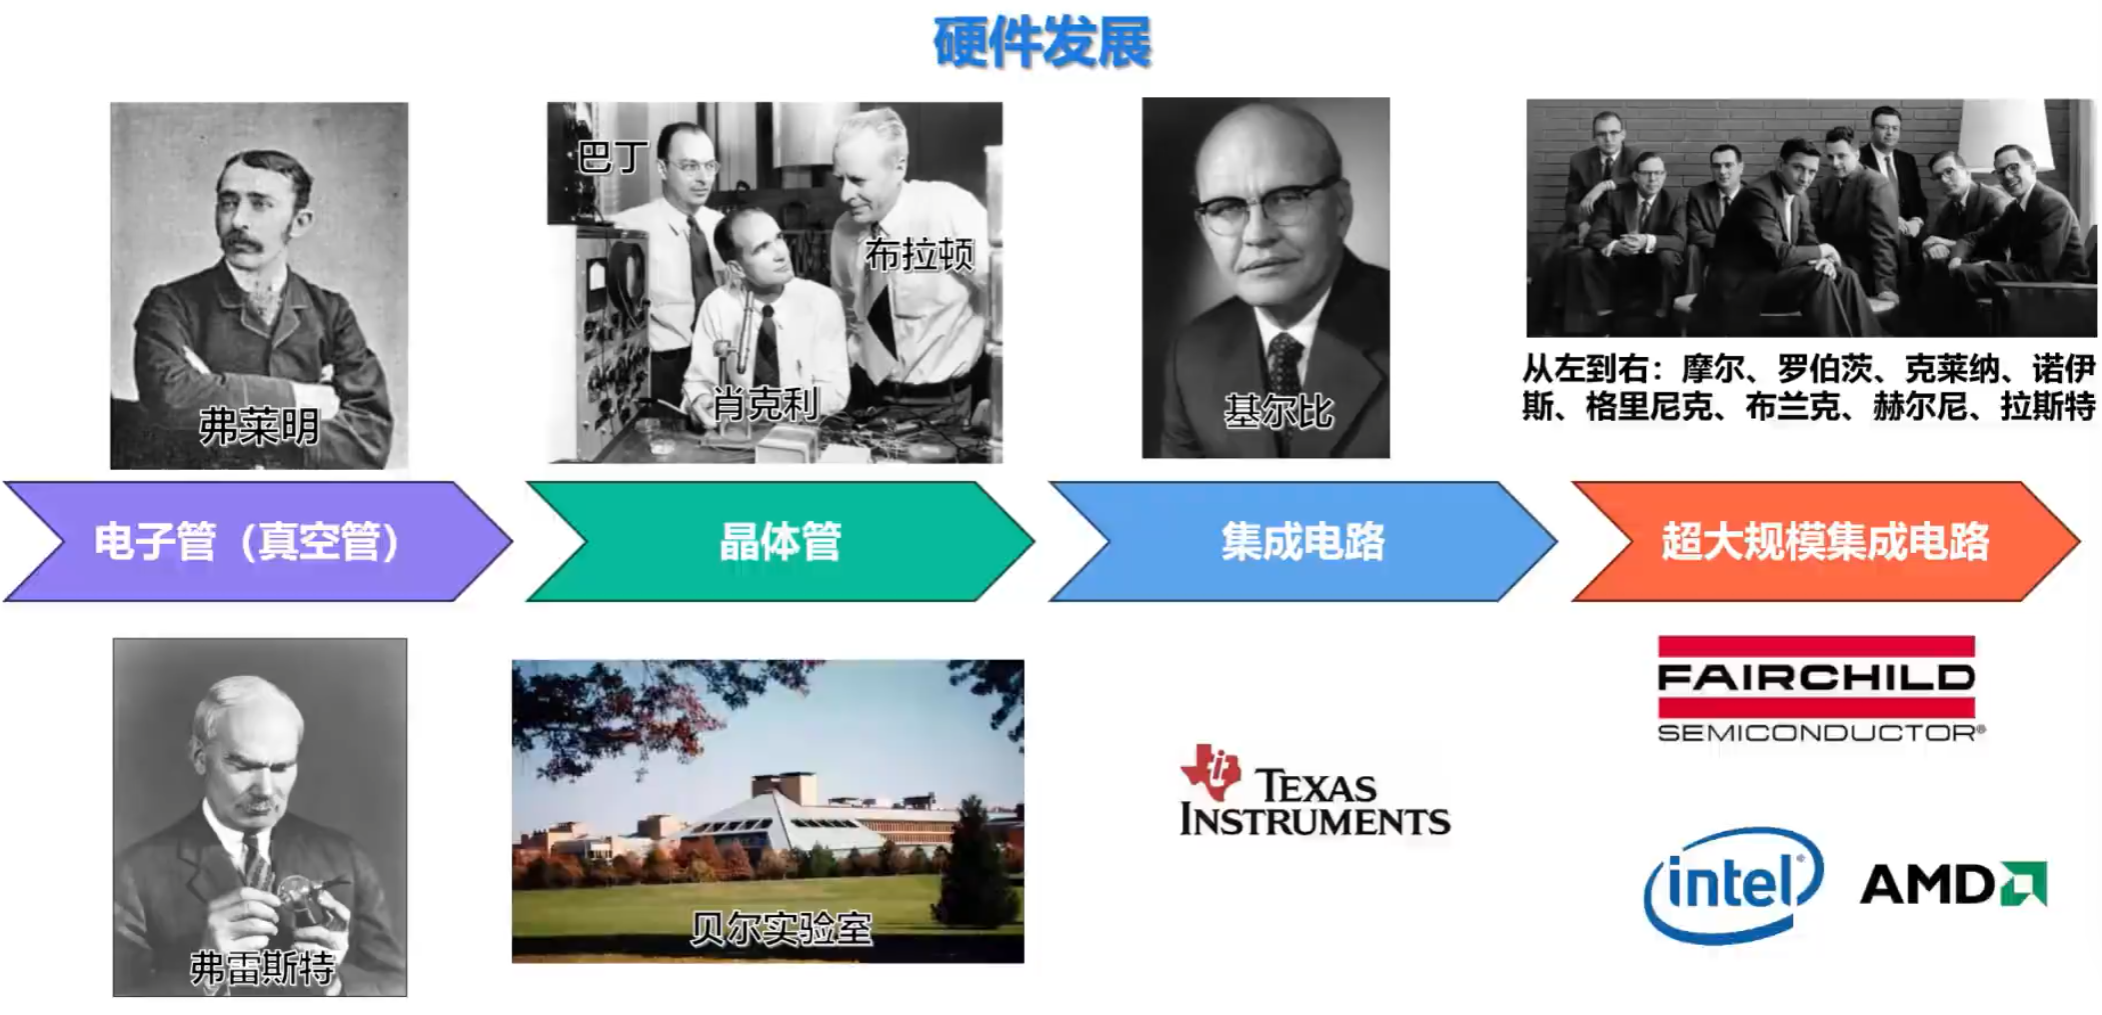 硬件发展
巴丁
布拉顿
弗莱明
肖克利
基尔比
从左到右：摩尔、罗伯茨、克莱纳、诺伊
斯、格里尼克、布兰克、赫尔尼、拉斯特
电子管（真空管）
晶体管
集成电路
超大规模集成电路
弗雷斯特
贝尔实验室
TEXAS
INSTRUMENTS
FAIRCHILD
SEMICONDUCTOR®
intel®
AMD